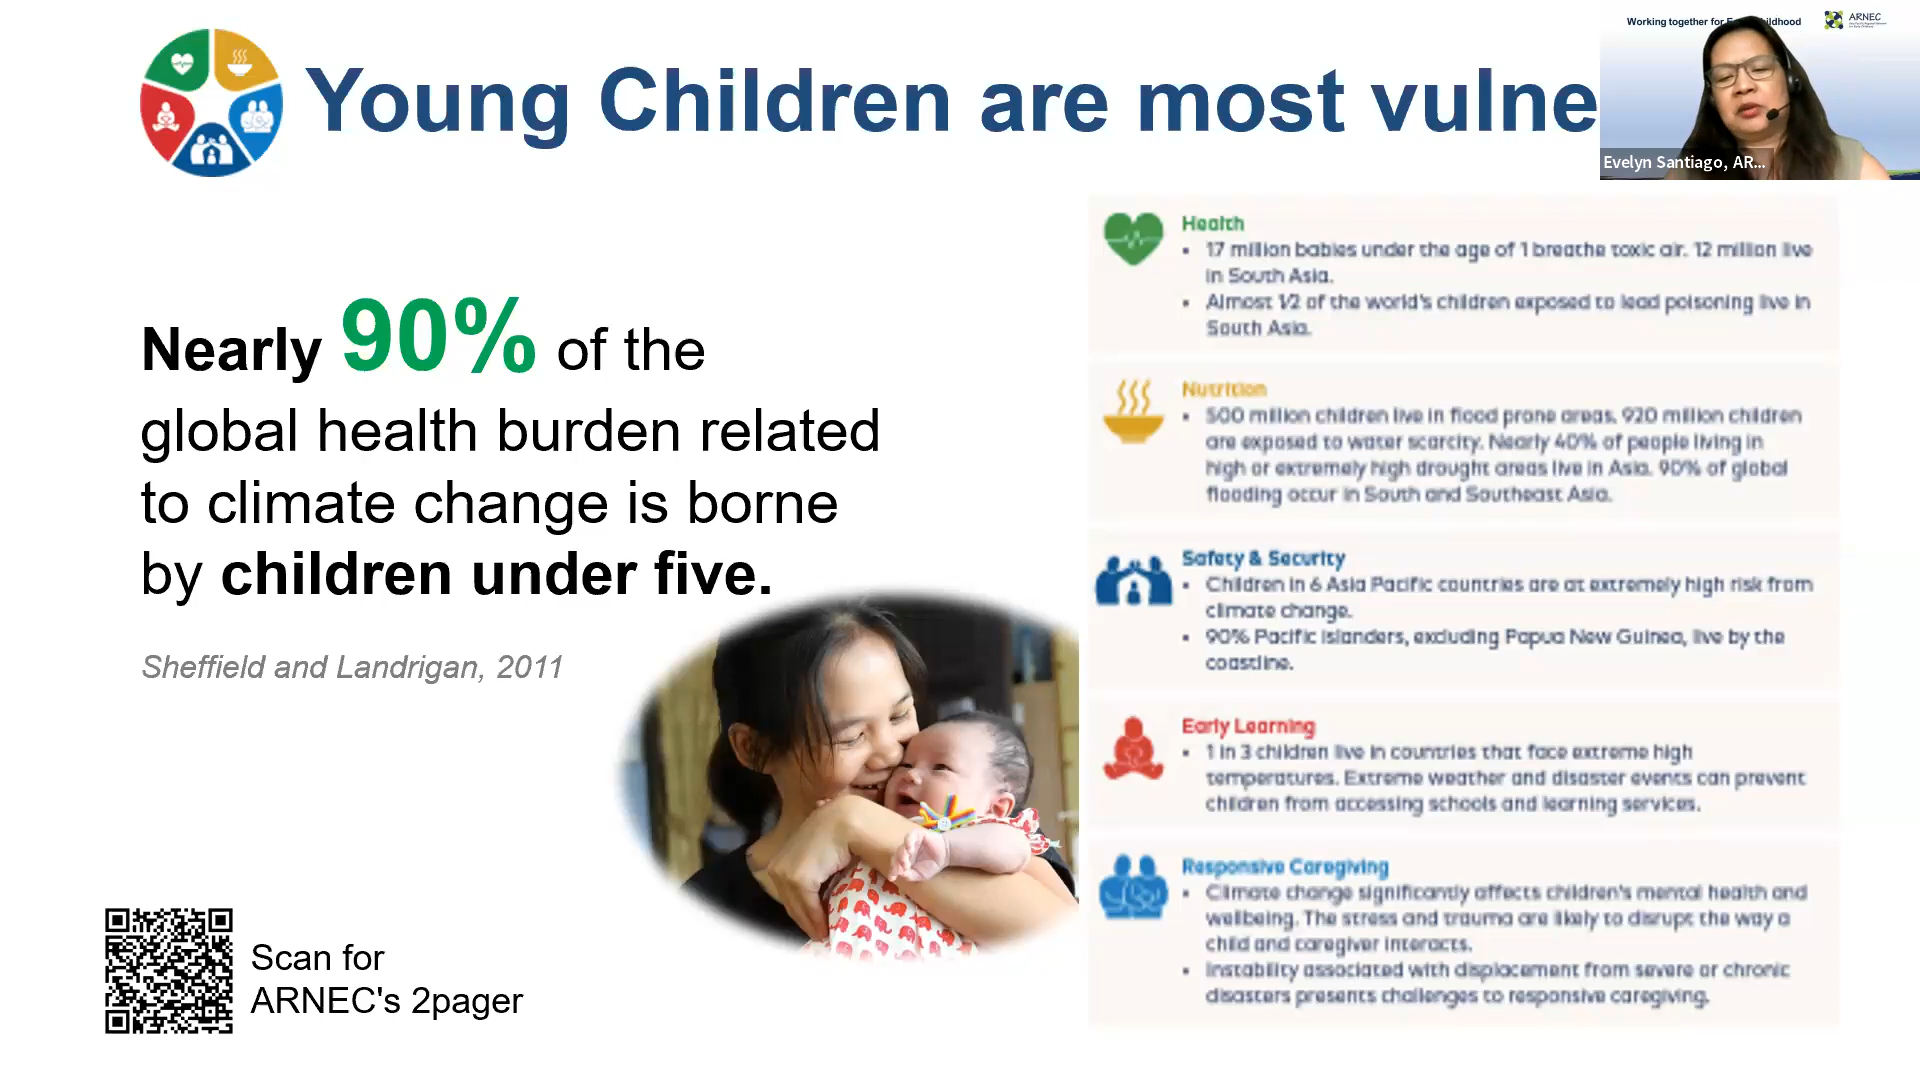 Working together for E
ildhood
ARNEC
Young Children are most vulne
Evelyn Santiago, AR...
Nearly 90% of the
global health burden related
to climate change is borne
by children under five.
Sheffield and Landrigan, 2011
Scan for
ARNEC's 2pager
Health
• 17 million babies under the age of 1 breathe toxic air. 12 million live
in South Asia.
• Almost 1/2 of the world's children exposed to lead poisoning live in
South Asia.
Nutrition
• 500 million children live in flood prone areas. 920 million children
are exposed to water scarcity. Nearly 40% of people living in
high or extremely high drought areas live in Asia. 90% of global
flooding occur in South and Southeast Asia.
Safety & Security
• Children in 6 Asia Pacific countries are at extremely high risk from
climate change.
• 90% Pacific Islanders, excluding Papua New Guinea, live by the
coastline.
Early Learning
• 1 in 3 children live in countries that face extreme high
temperatures. Extreme weather and disaster events can prevent
children from accessing schools and learning services.
Responsive Caregiving
• Climate change significantly affects children's mental health and
wellbeing. The stress and trauma are likely to disrupt the way a
child and caregiver interacts.
• Instability associated with displacement from severe or chronic
disasters presents challenges to responsive caregiving.